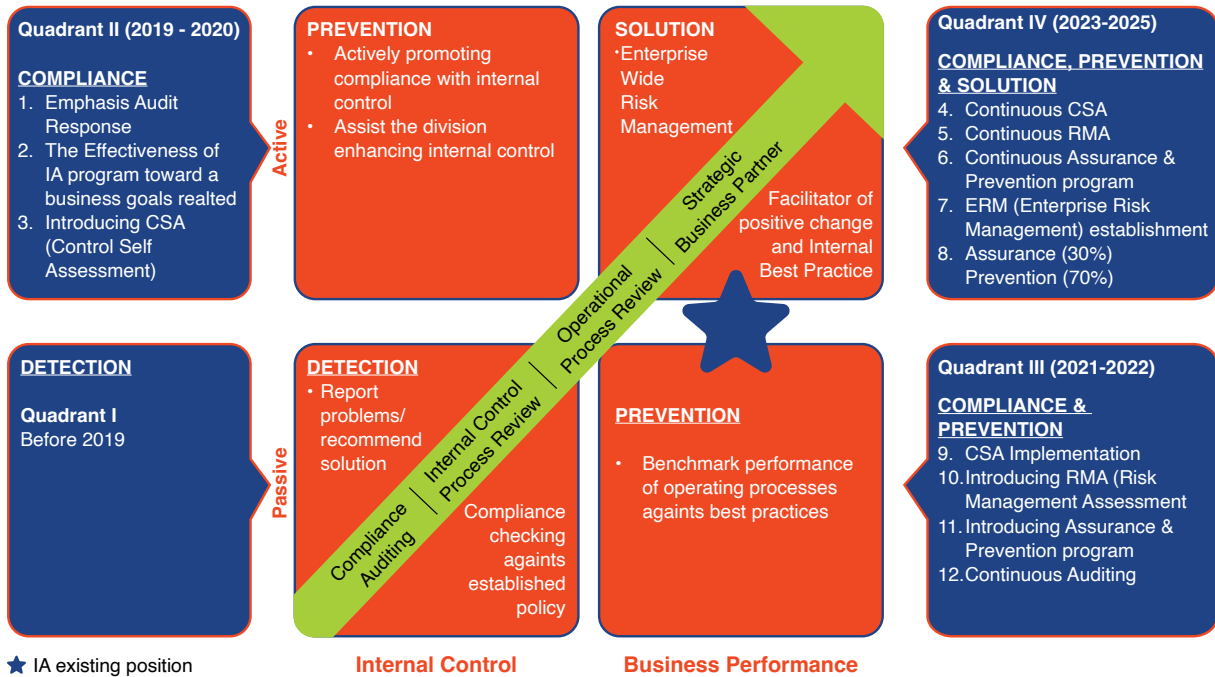 Quadrant II (2019 - 2020)
COMPLIANCE
1. Emphasis Audit
Response
2. The Effectiveness of
IA program toward a
business goals realted
3. Introducing CSA
(Control Self
Assessment)
Active
PREVENTION
• Actively promoting
compliance with internal
control
• Assist the division
enhancing internal control
SOLUTION
• Enterprise
Wide
Risk
Management
Facilitator of
positive change
and Internal
Best Practice
Quadrant IV (2023-2025)
COMPLIANCE, PREVENTION
& SOLUTION
4. Continuous CSA
5. Continuous RMA
6. Continuous Assurance &
Prevention program
7. ERM (Enterprise Risk
Management) establishment
8. Assurance (30%)
Prevention (70%)
Compliance
Auditing
Internal Control
Process Review
Operational
Process Review
Strategic
Business Partner
DETECTION
Quadrant I
Before 2019
Passive
DETECTION
• Report
problems/
recommend
solution
Compliance
checking
againts
established
policy
PREVENTION
• Benchmark performance
of operating processes
againts best practices
Quadrant III (2021-2022)
COMPLIANCE &
PREVENTION
9. CSA Implementation
10. Introducing RMA (Risk
Management Assessment
11. Introducing Assurance &
Prevention program
12. Continuous Auditing
IA existing position
Internal Control
Business Performance